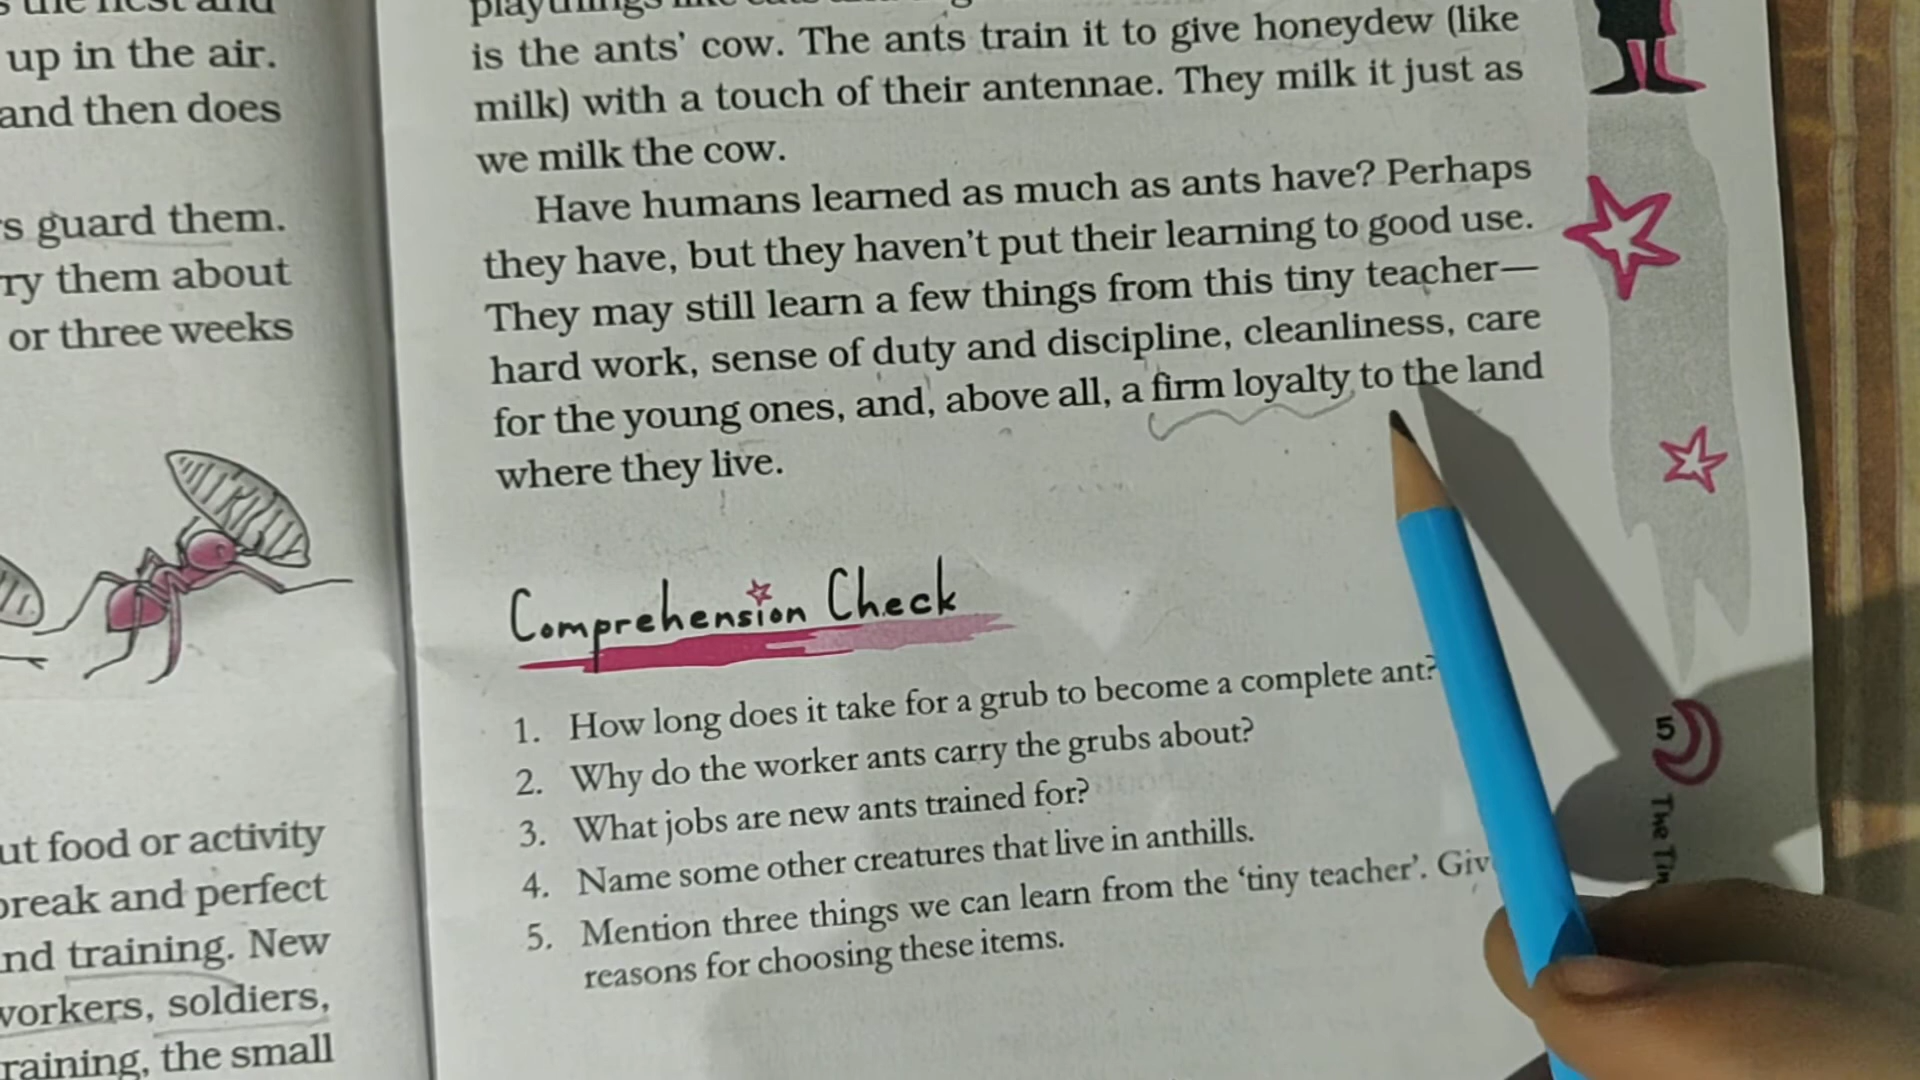 up in the air.
and then does
guard them.
them about
or three weeks
food or activity
and perfect
training. New
soldiers,
the small
is the ants' cow. The ants train it to give honeydew (like
milk) with a touch of their antennae. They milk it just as
we milk the cow.
Have humans learned as much as ants have? Perhaps
they have, but they haven't put their learning to good use.
They may still learn a few things from this tiny teacher—
hard work, sense of duty and discipline, cleanliness, care
for the young ones, and, above all, a firm loyalty to the land
where they live.
Comprehension Check
1. How long does it take for a grub to become a complete ant?
2. Why do the worker ants carry the grubs about?
3. What jobs are new ants trained for?
4. Name some other creatures that live in anthills.
5. Mention three things we can learn from the 'tiny teacher'. Giv
reasons for choosing these items.
5
The Tin